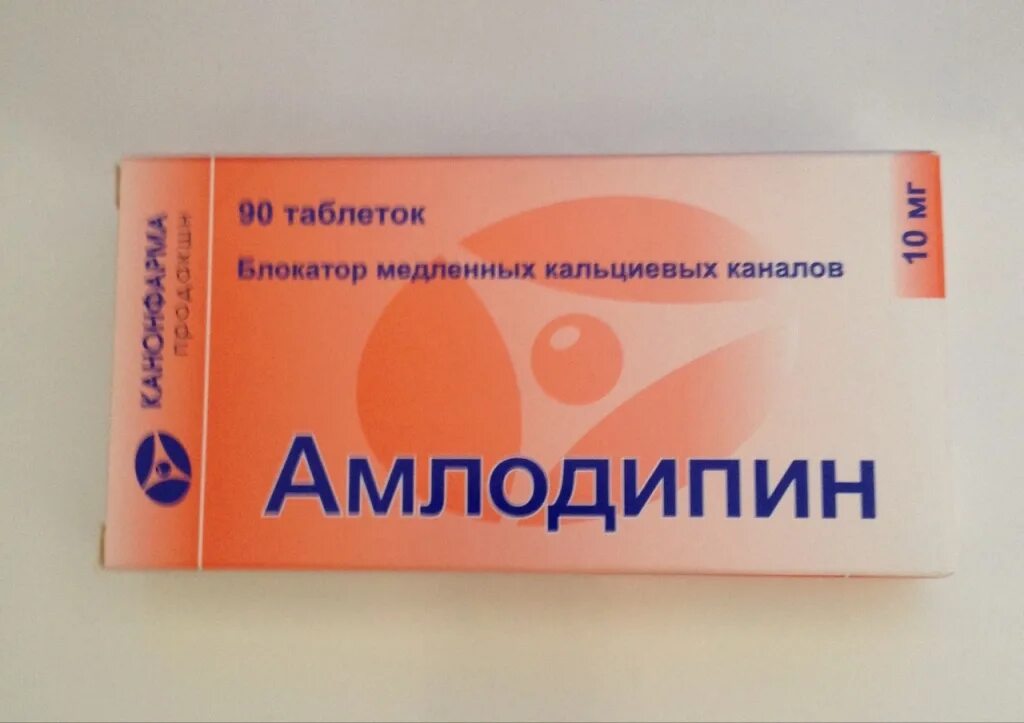 90 таблеток
Блокатор медленных кальциевых каналов
10 мг
КАНОНФАРМА
продакшн
Амлодипин